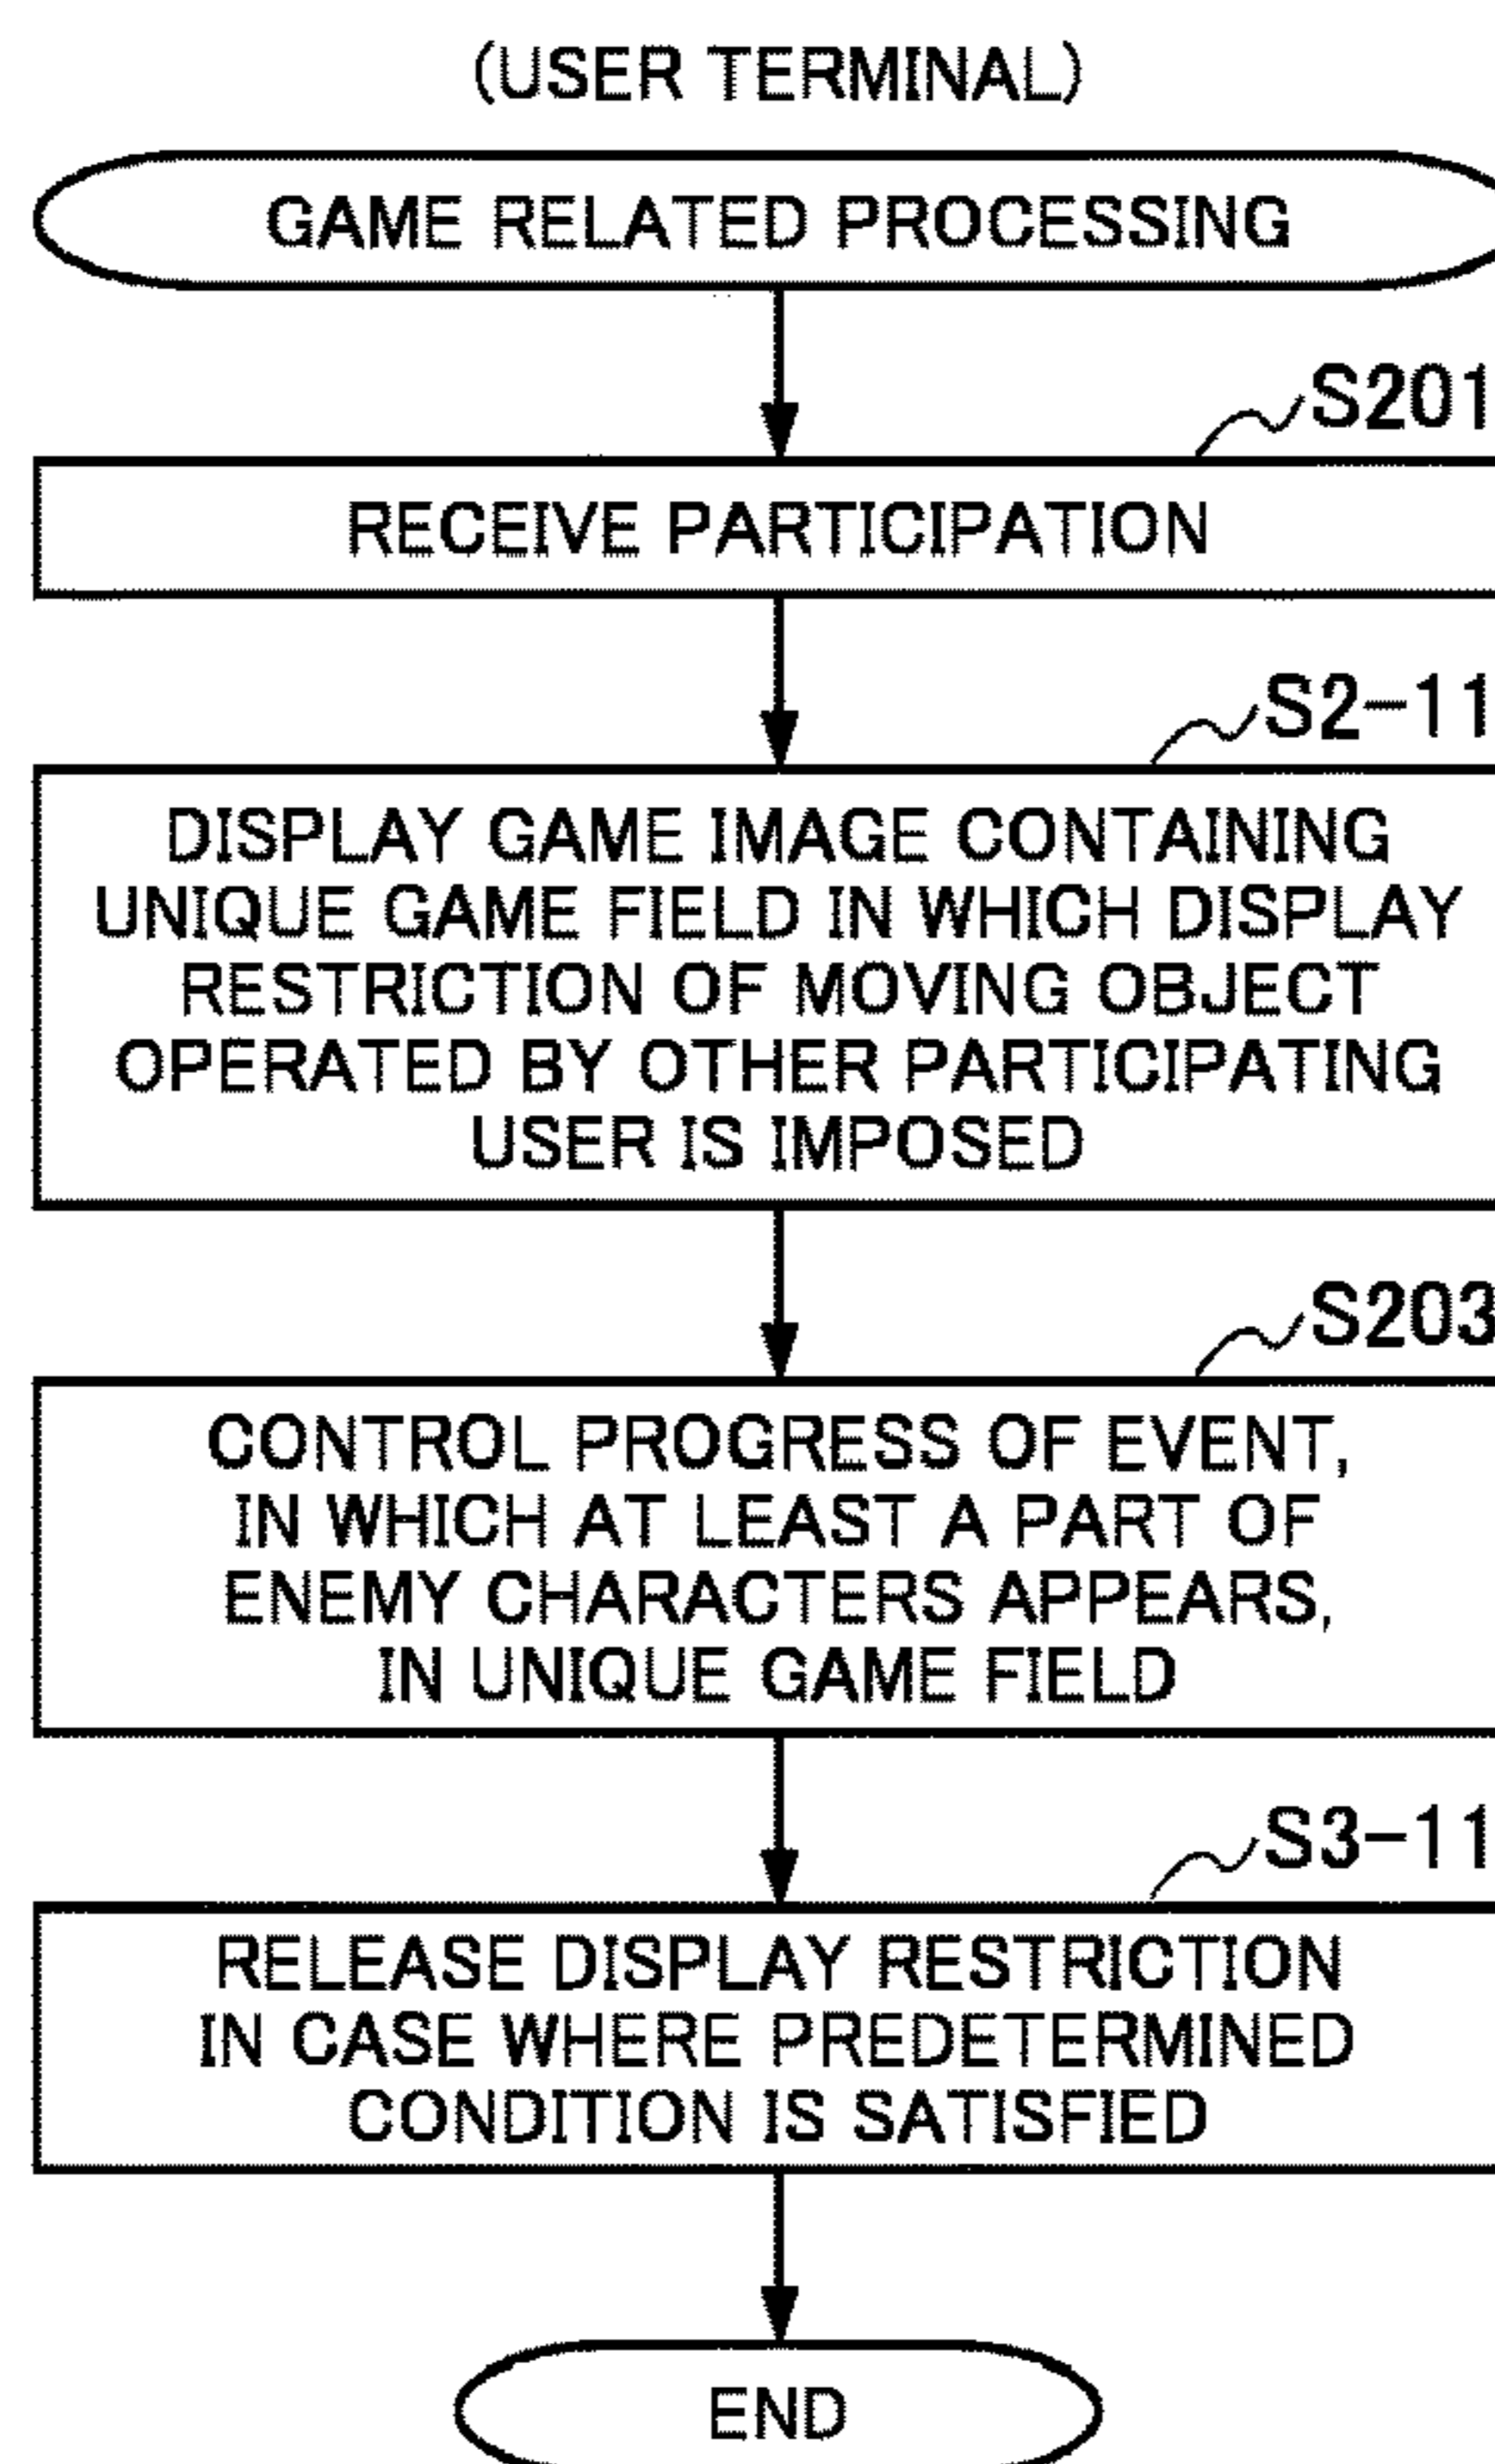 (USER TERMINAL)
GAME RELATED PROCESSING
S201
RECEIVE PARTICIPATION
S2-11
DISPLAY GAME IMAGE CONTAINING
UNIQUE GAME FIELD IN WHICH DISPLAY
RESTRICTION OF MOVING OBJECT
OPERATED BY OTHER PARTICIPATING
USER IS IMPOSED
S203
CONTROL PROGRESS OF EVENT,
IN WHICH AT LEAST A PART OF
ENEMY CHARACTERS APPEARS,
IN UNIQUE GAME FIELD
S3-11
RELEASE DISPLAY RESTRICTION
IN CASE WHERE PREDETERMINED
CONDITION IS SATISFIED
END